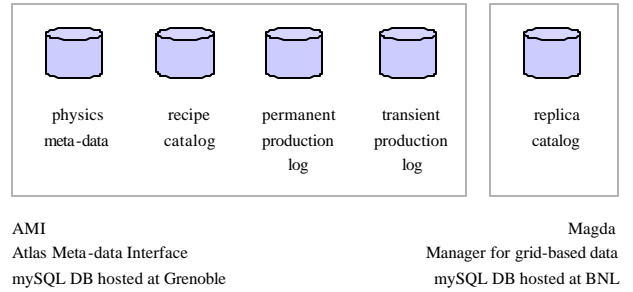 physics meta-data
recipe catalog
permanent production log
transient production log
replica catalog
AMI
Atlas Meta-data Interface
mySQL DB hosted at Grenoble
Magda
Manager for grid-based data
mySQL DB hosted at BNL